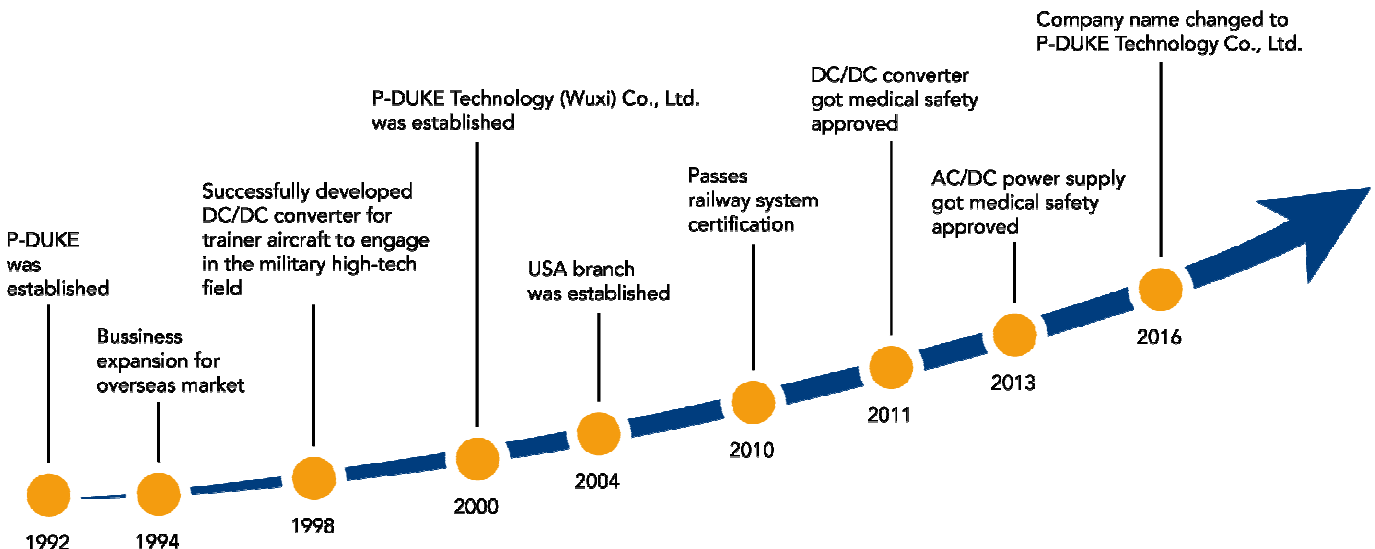 P-DUKE
was
established
1992
Bussiness
expansion for
overseas market
1994
Successfully developed
DC/DC converter for
trainer aircraft to engage
in the military high-tech
field
1998
P-DUKE Technology (Wuxi) Co., Ltd.
was established
2000
USA branch
was established
2004
Passes
railway system
certification
2010
DC/DC converter
got medical safety
approved
2011
AC/DC power supply
got medical safety
approved
2013
Company name changed to
P-DUKE Technology Co., Ltd.
2016